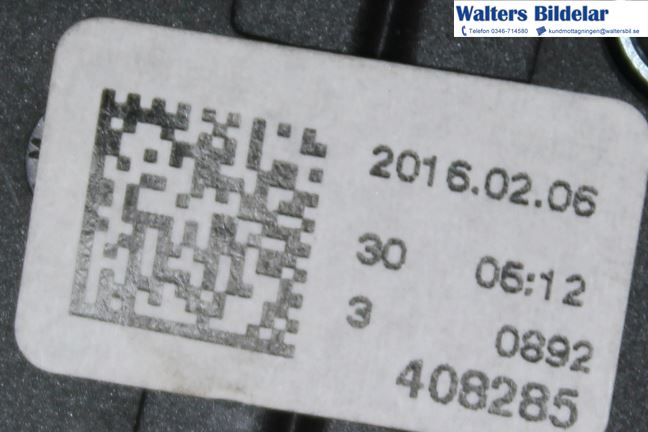 Walters Bildelar
Telefon 0346-714580 kundmottagningen@waltersbil.se
2016.02.06
30 06:12
3 0892
408285